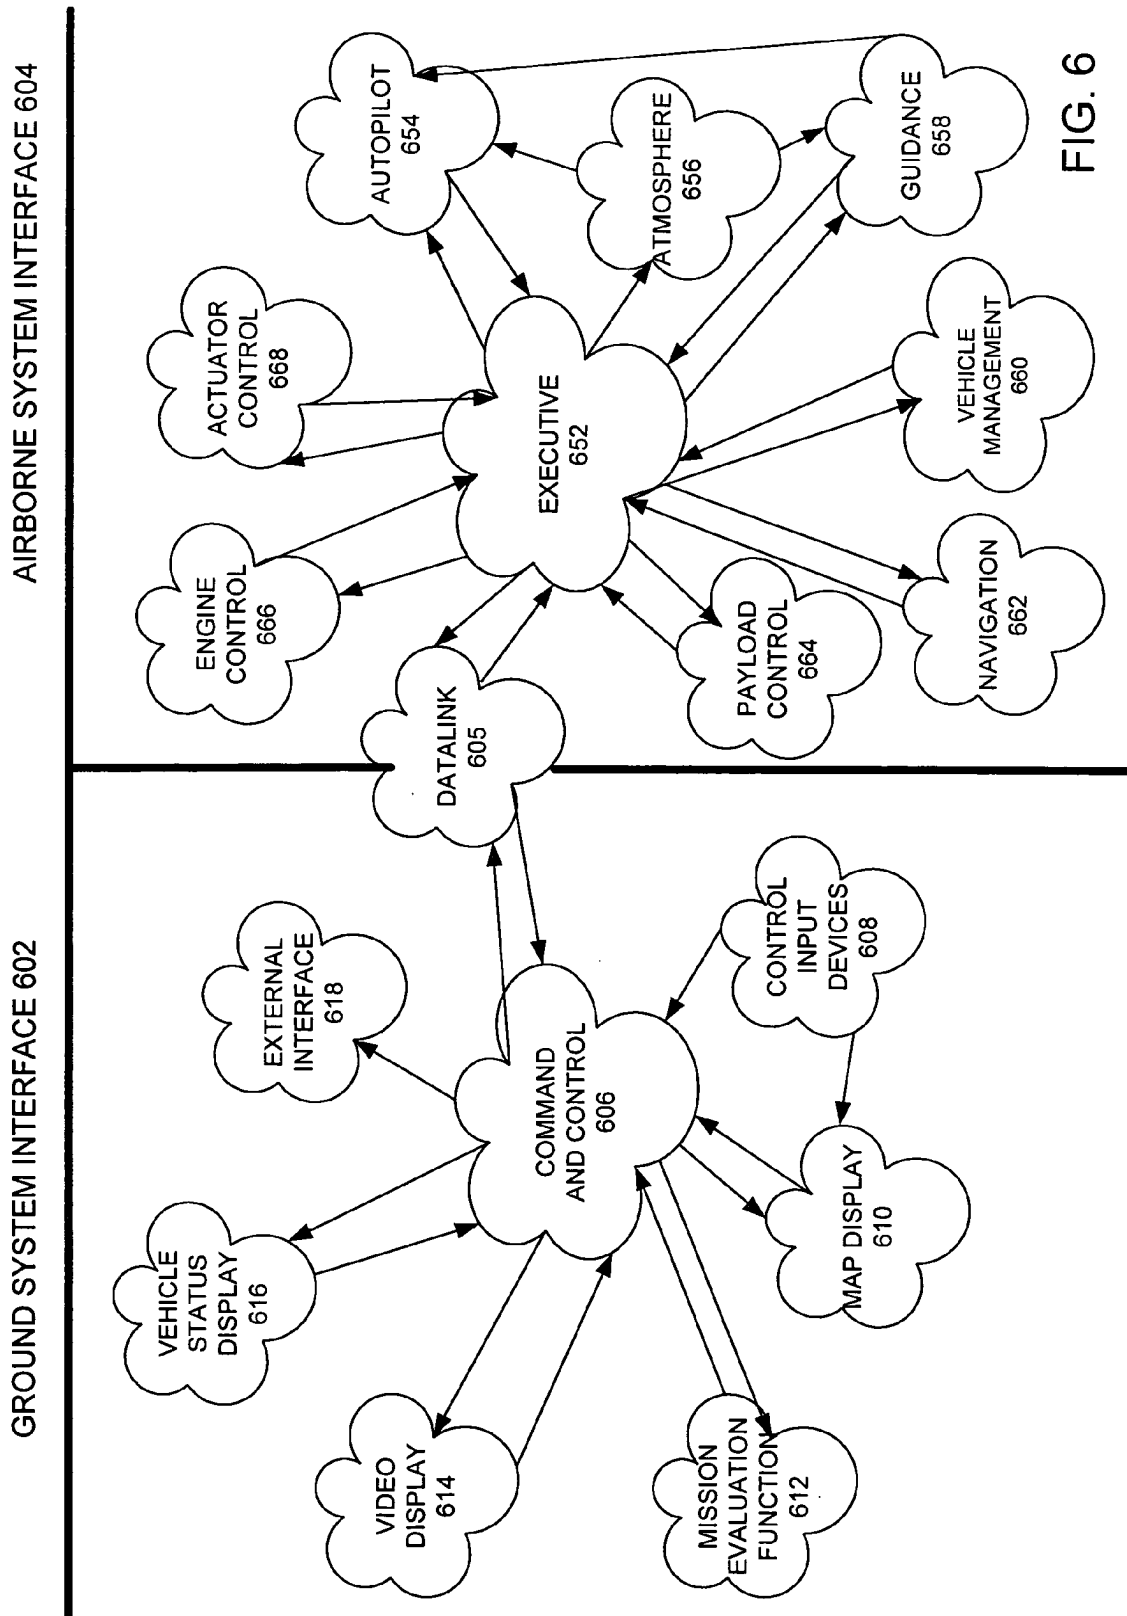 GROUND SYSTEM INTERFACE 602
AIRBORNE SYSTEM INTERFACE 604
VEHICLE
STATUS
DISPLAY
616
EXTERNAL
INTERFACE
618
VIDEO
DISPLAY
614
COMMAND
AND CONTROL
606
MISSION
EVALUATION
FUNCTION
612
MAP DISPLAY
610
CONTROL
INPUT
DEVICES
608
DATALINK
605
ENGINE
CONTROL
666
ACTUATOR
CONTROL
668
AUTOPILOT
654
EXECUTIVE
652
ATMOSPHERE
656
PAYLOAD
CONTROL
664
NAVIGATION
662
VEHICLE
MANAGEMENT
660
GUIDANCE
658
FIG. 6